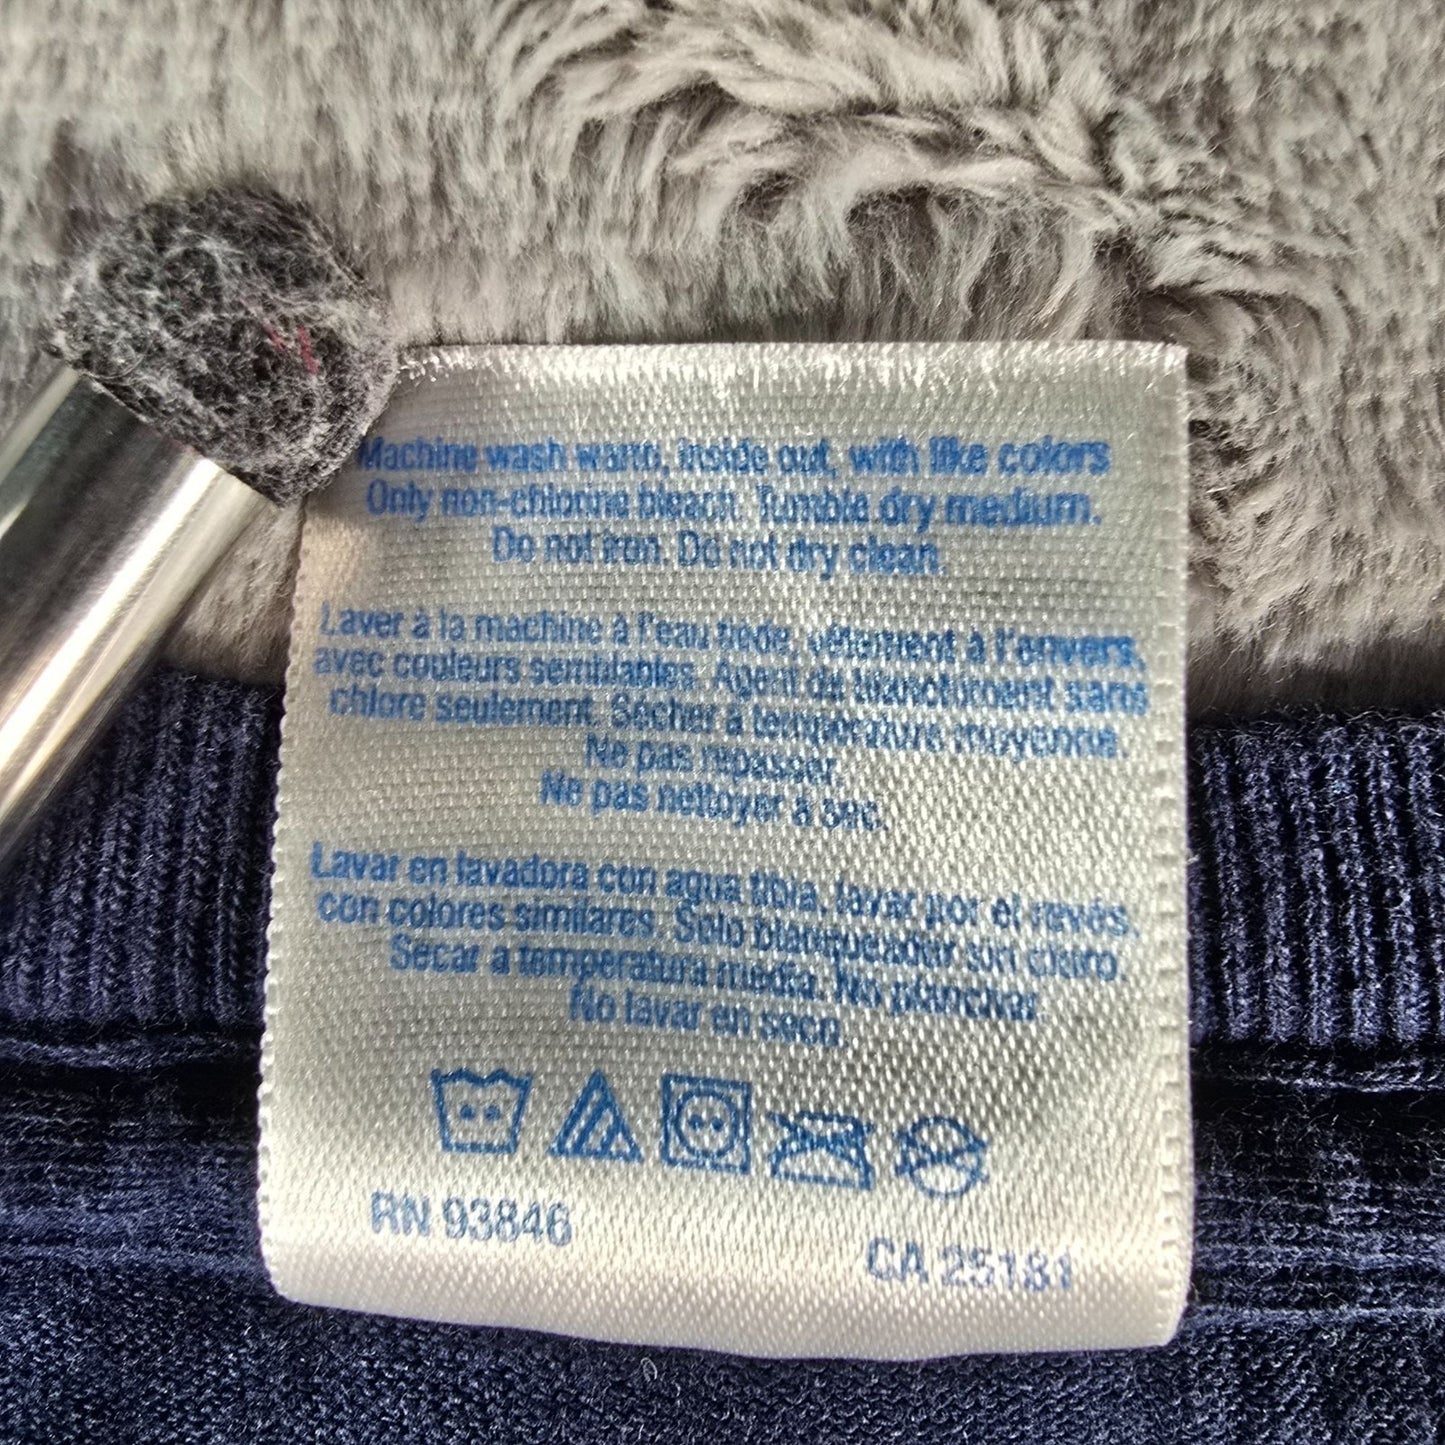 Machine wash warm, inside out, with like colors
Only non-chlorine bleach. Tumble dry medium.
Do not iron. Do not dry clean.
Laver à la machine à l'eau tiède, vêtement à l'envers,
avec couleurs semblables. Agent de blanchiment sans
chlore seulement. Sécher à température moyenne.
Ne pas repasser.
Ne pas nettoyer à sec.
Lavar en lavadora con agua tibia, lavar por el revés,
con colores similares. Solo blanqueador sin cloro.
Secar a temperatura media. No planchar
No lavar en seco
RN 93846
CA 25181